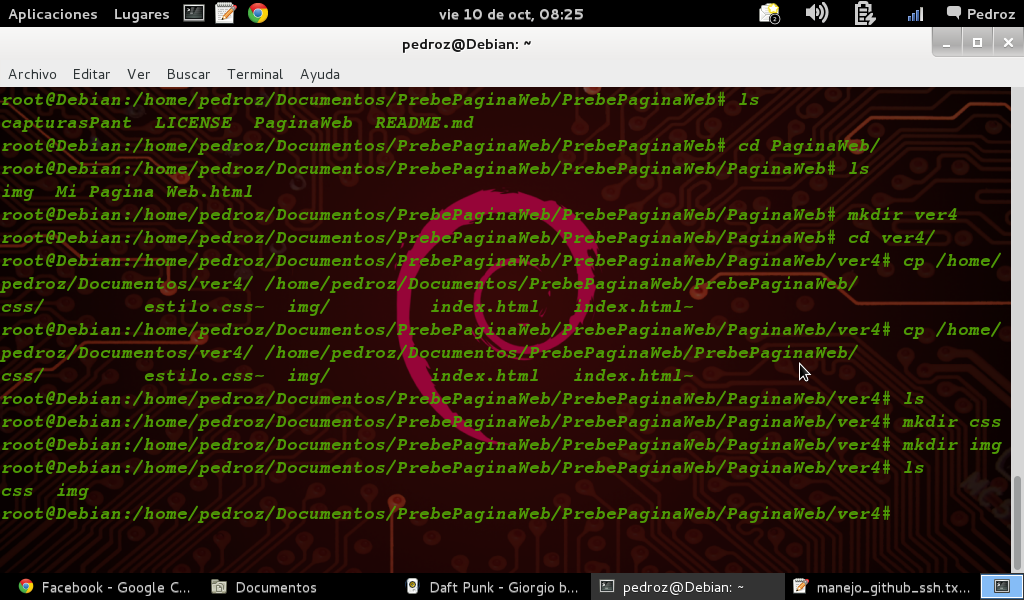 Aplicaciones Lugares vie 10 de oct, 08:25 2 Pedroz
pedroz@Debian: ~
Archivo Editar Ver Buscar Terminal Ayuda
root@Debian:/home/pedroz/Documentos/PrebePaginaWeb/PrebePaginaWeb# ls
capturasPant LICENSE PaginaWeb README.md
root@Debian:/home/pedroz/Documentos/PrebePaginaWeb/PrebePaginaWeb# cd PaginaWeb/
root@Debian:/home/pedroz/Documentos/PrebePaginaWeb/PrebePaginaWeb/PaginaWeb# ls
img Mi Pagina Web.html
root@Debian:/home/pedroz/Documentos/PrebePaginaWeb/PrebePaginaWeb/PaginaWeb# mkdir ver4
root@Debian:/home/pedroz/Documentos/PrebePaginaWeb/PrebePaginaWeb/PaginaWeb# cd ver4/
root@Debian:/home/pedroz/Documentos/PrebePaginaWeb/PrebePaginaWeb/PaginaWeb/ver4# cp /home/
pedroz/Documentos/ver4/ /home/pedroz/Documentos/PrebePaginaWeb/PrebePaginaWeb/
css/ estilo.css~ img/ index.html index.html~
root@Debian:/home/pedroz/Documentos/PrebePaginaWeb/PrebePaginaWeb/PaginaWeb/ver4# cp /home/
pedroz/Documentos/ver4/ /home/pedroz/Documentos/PrebePaginaWeb/PrebePaginaWeb/
css/ estilo.css~ img/ index.html index.html~
root@Debian:/home/pedroz/Documentos/PrebePaginaWeb/PrebePaginaWeb/PaginaWeb/ver4# ls
root@Debian:/home/pedroz/Documentos/PrebePaginaWeb/PrebePaginaWeb/PaginaWeb/ver4# mkdir css
root@Debian:/home/pedroz/Documentos/PrebePaginaWeb/PrebePaginaWeb/PaginaWeb/ver4# mkdir img
root@Debian:/home/pedroz/Documentos/PrebePaginaWeb/PrebePaginaWeb/PaginaWeb/ver4# ls
css img
root@Debian:/home/pedroz/Documentos/PrebePaginaWeb/PrebePaginaWeb/PaginaWeb/ver4#
Facebook - Google C... Documentos Daft Punk - Giorgio b... pedroz@Debian: ~ manejo_github_ssh.tx...